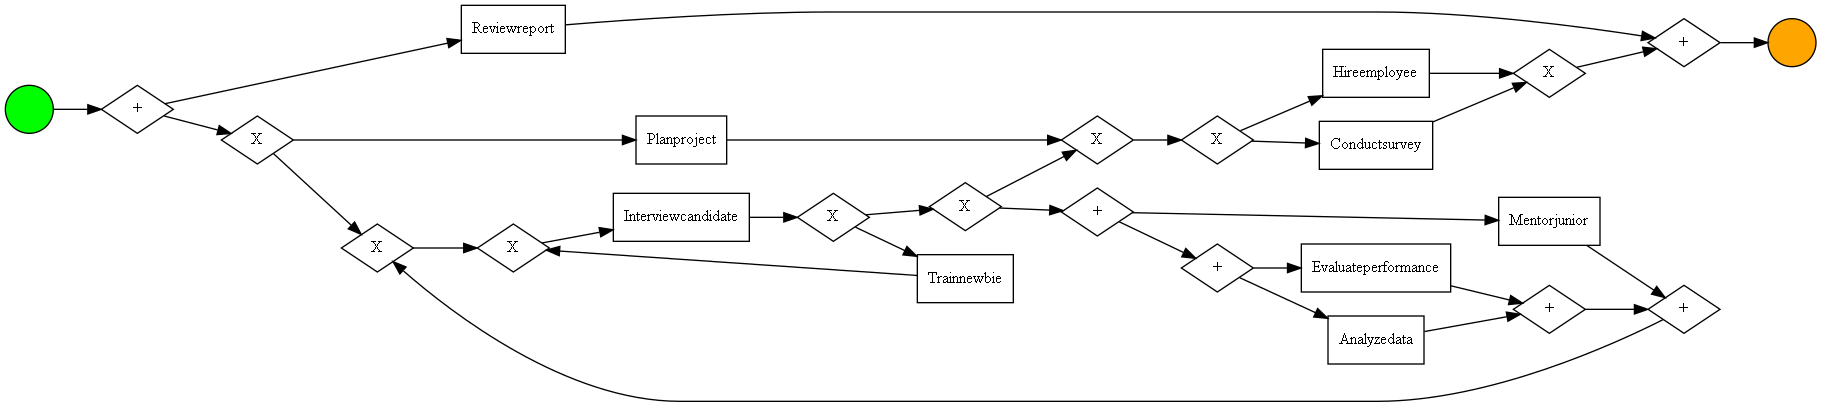 Reviewreport
+
X
Hireemployee
+
X
Planproject
X
X
X
Conductsurvey
Interviewcandidate
X
X
+
Mentorjunior
X
X
Trainnewbie
+
Evaluateperformance
+
+
Analyzedata